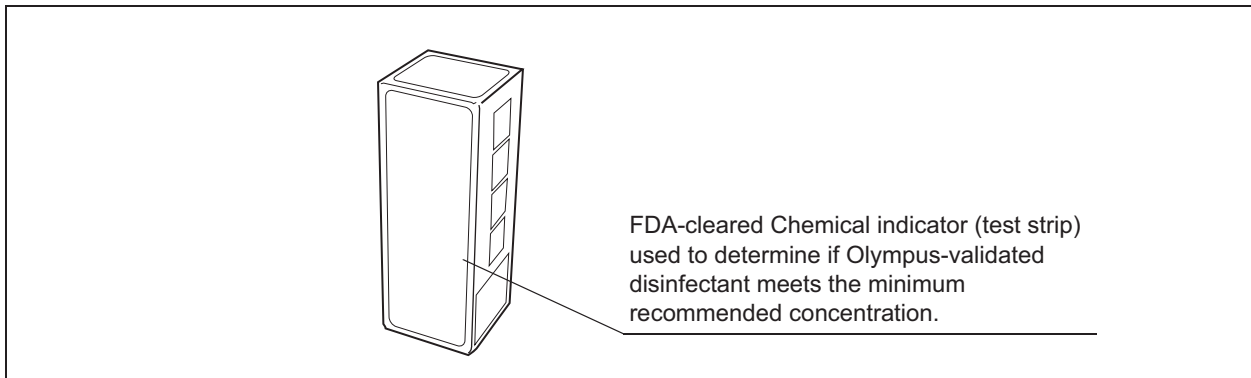 FDA-cleared Chemical indicator (test strip)
used to determine if Olympus-validated
disinfectant meets the minimum
recommended concentration.